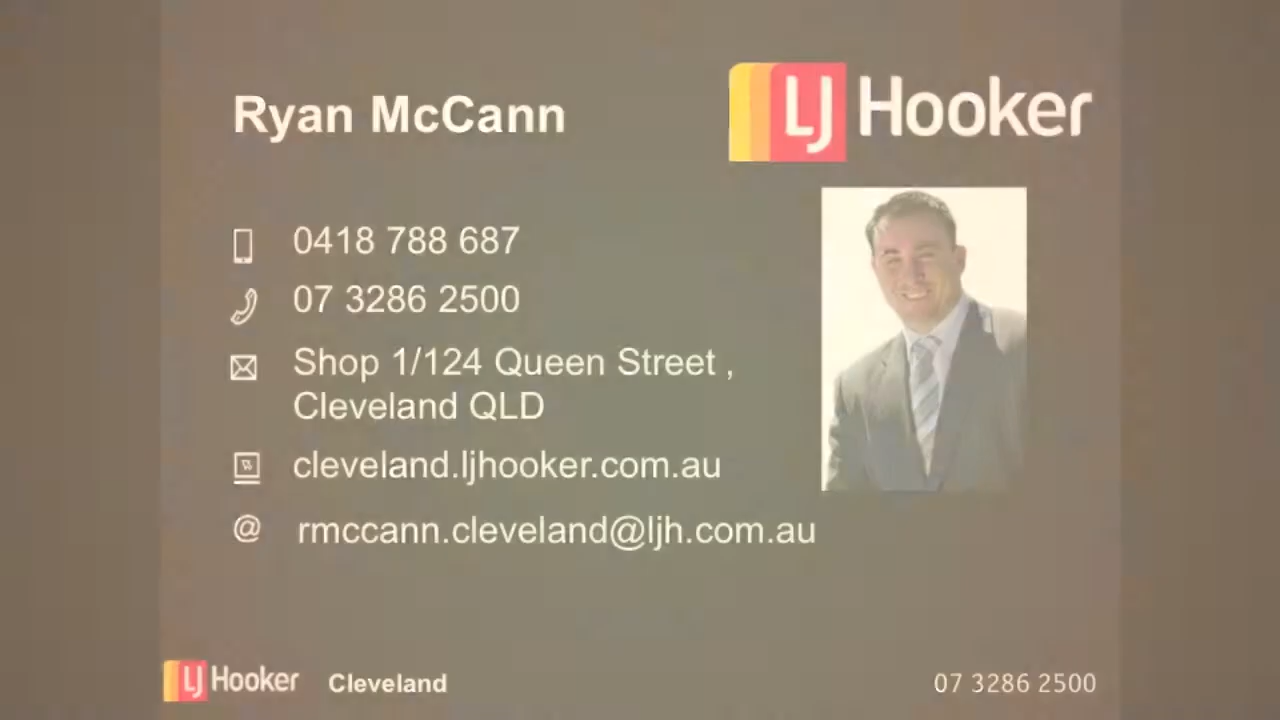 Ryan McCann
LJ Hooker
0418 788 687
07 3286 2500
Shop 1/124 Queen Street ,
Cleveland QLD
cleveland.ljhooker.com.au
@ rmccann.cleveland@ljh.com.au
LJ Hooker Cleveland 07 3286 2500